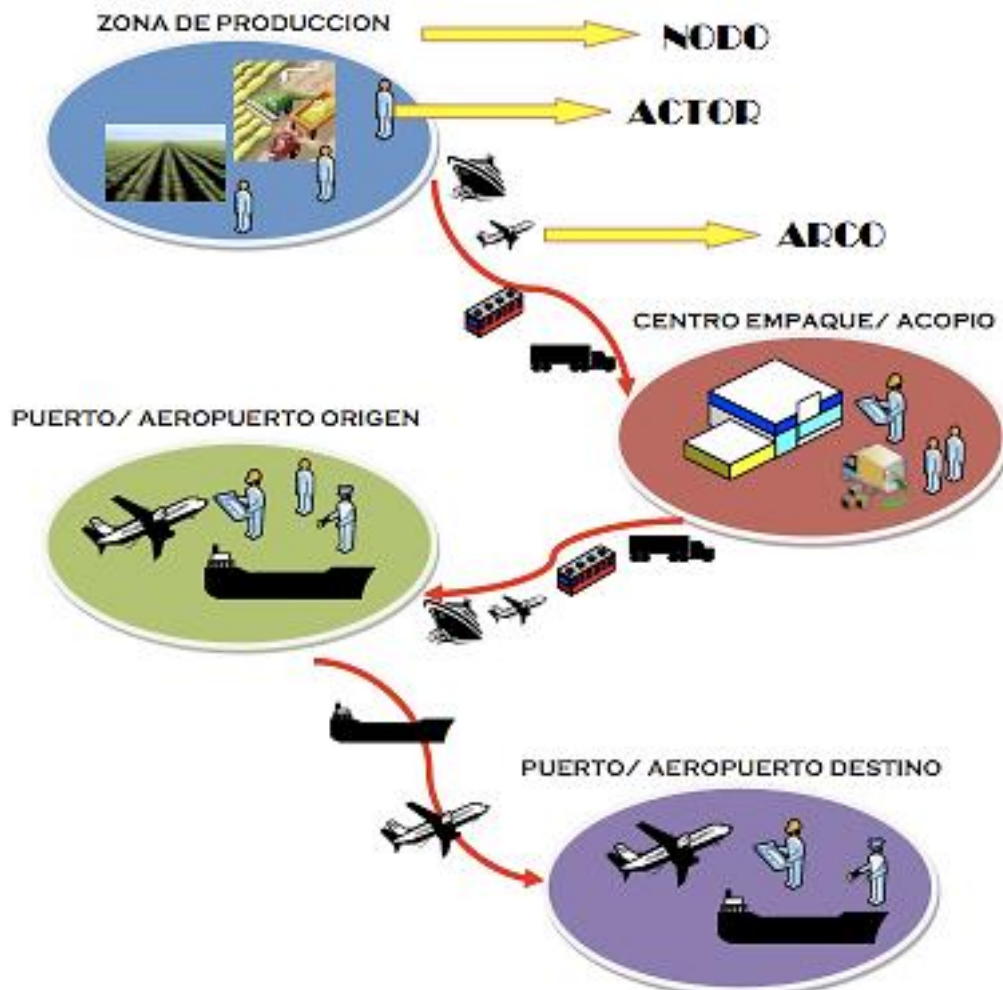 ZONA DE PRODUCCION
NODO
ACTOR
ARCO
CENTRO EMPAQUE/ ACOPIO
PUERTO/ AEROPUERTO ORIGEN
PUERTO/ AEROPUERTO DESTINO